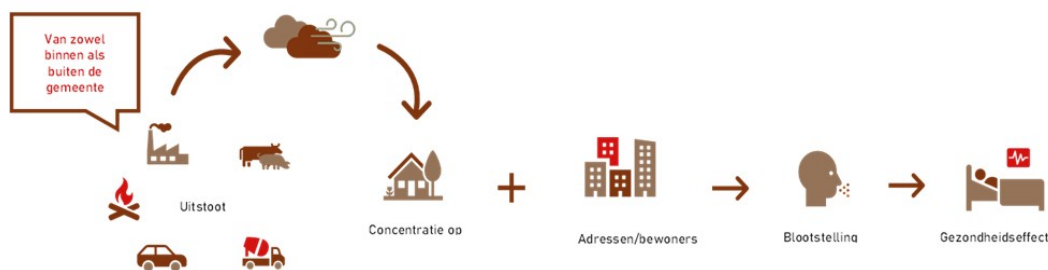 Van zowel
binnen als
buiten de
gemeente
Uitstoot
Concentratie op
Adressen/bewoners
Blootstelling
Gezondheidseffect